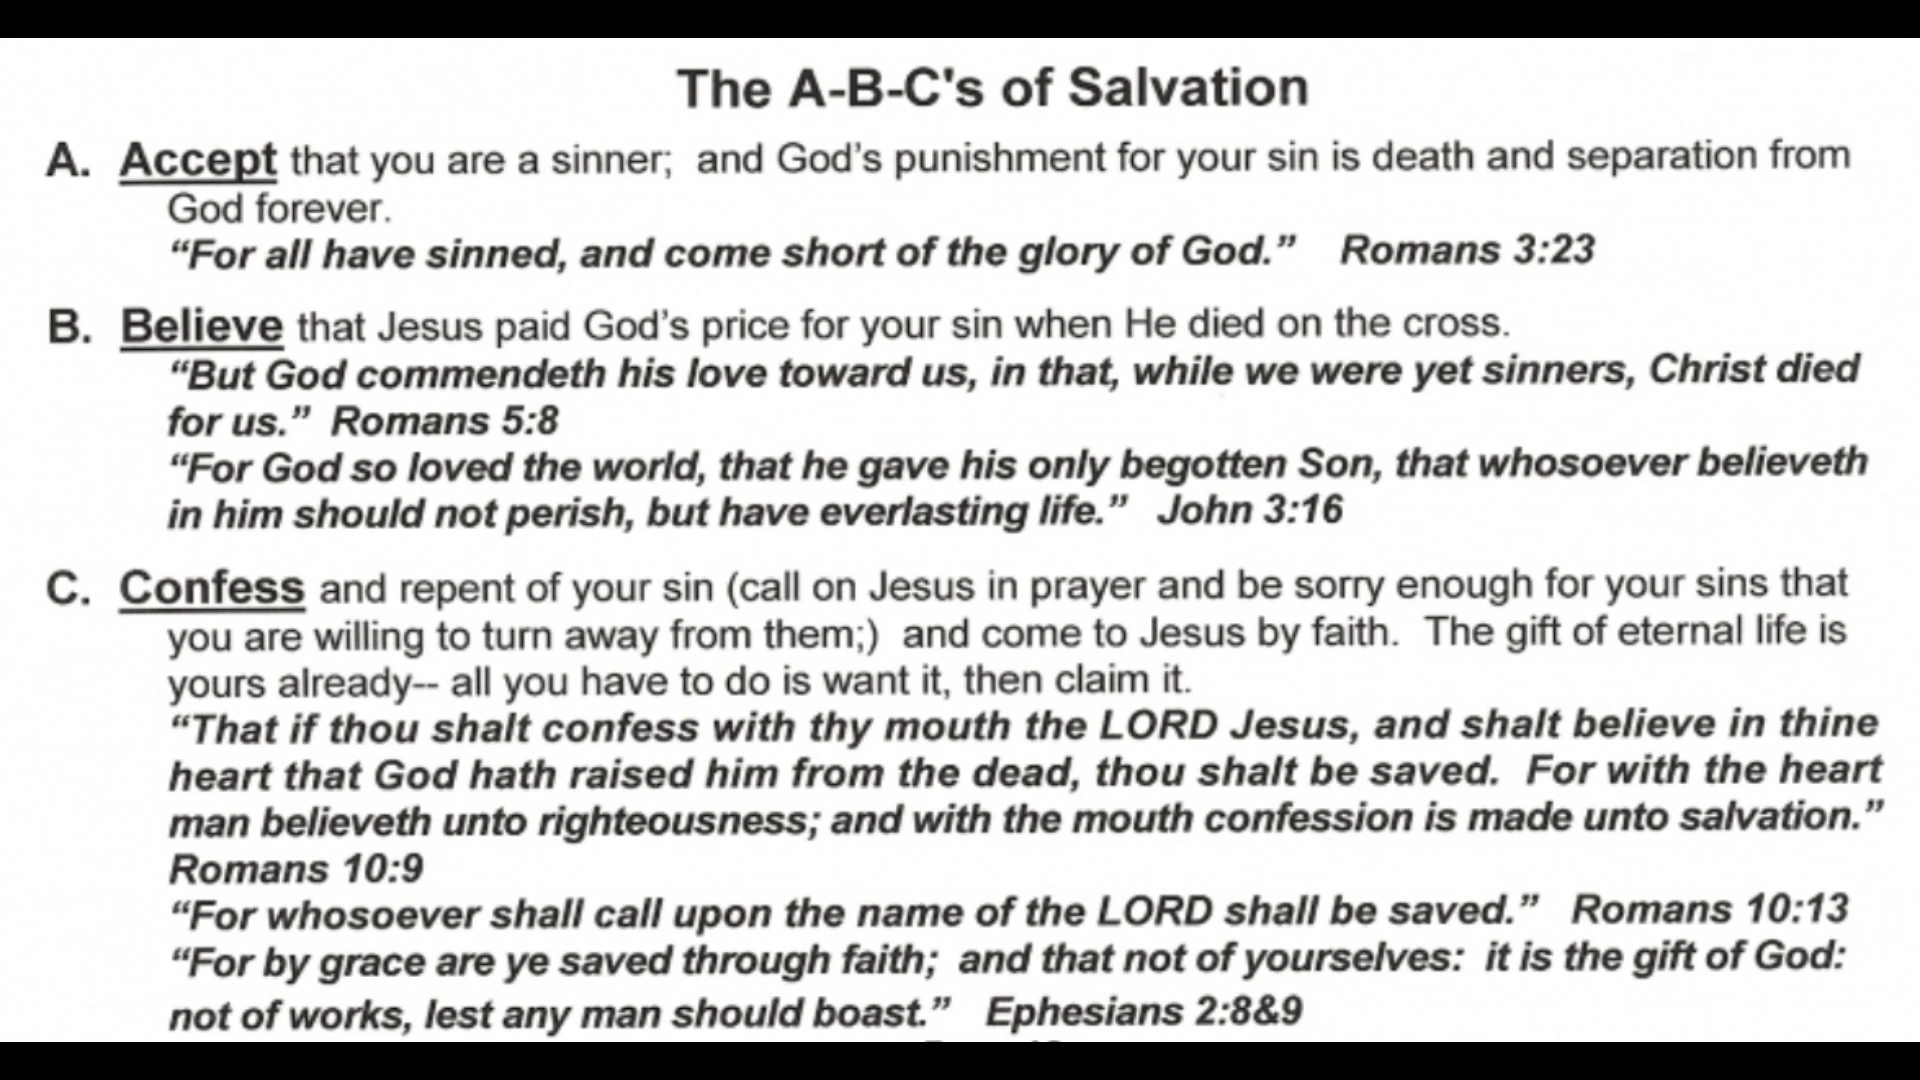 The A-B-C's of Salvation
A. Accept that you are a sinner; and God’s punishment for your sin is death and separation from
God forever.
“For all have sinned, and come short of the glory of God.” Romans 3:23
B. Believe that Jesus paid God’s price for your sin when He died on the cross.
“But God commendeth his love toward us, in that, while we were yet sinners, Christ died
for us.” Romans 5:8
“For God so loved the world, that he gave his only begotten Son, that whosoever believeth
in him should not perish, but have everlasting life.” John 3:16
C. Confess and repent of your sin (call on Jesus in prayer and be sorry enough for your sins that
you are willing to turn away from them;) and come to Jesus by faith. The gift of eternal life is
yours already-- all you have to do is want it, then claim it.
“That if thou shalt confess with thy mouth the LORD Jesus, and shalt believe in thine
heart that God hath raised him from the dead, thou shalt be saved. For with the heart
man believeth unto righteousness; and with the mouth confession is made unto salvation.”
Romans 10:9
“For whosoever shall call upon the name of the LORD shall be saved.” Romans 10:13
“For by grace are ye saved through faith; and that not of yourselves: it is the gift of God:
not of works, lest any man should boast.” Ephesians 2:8&9